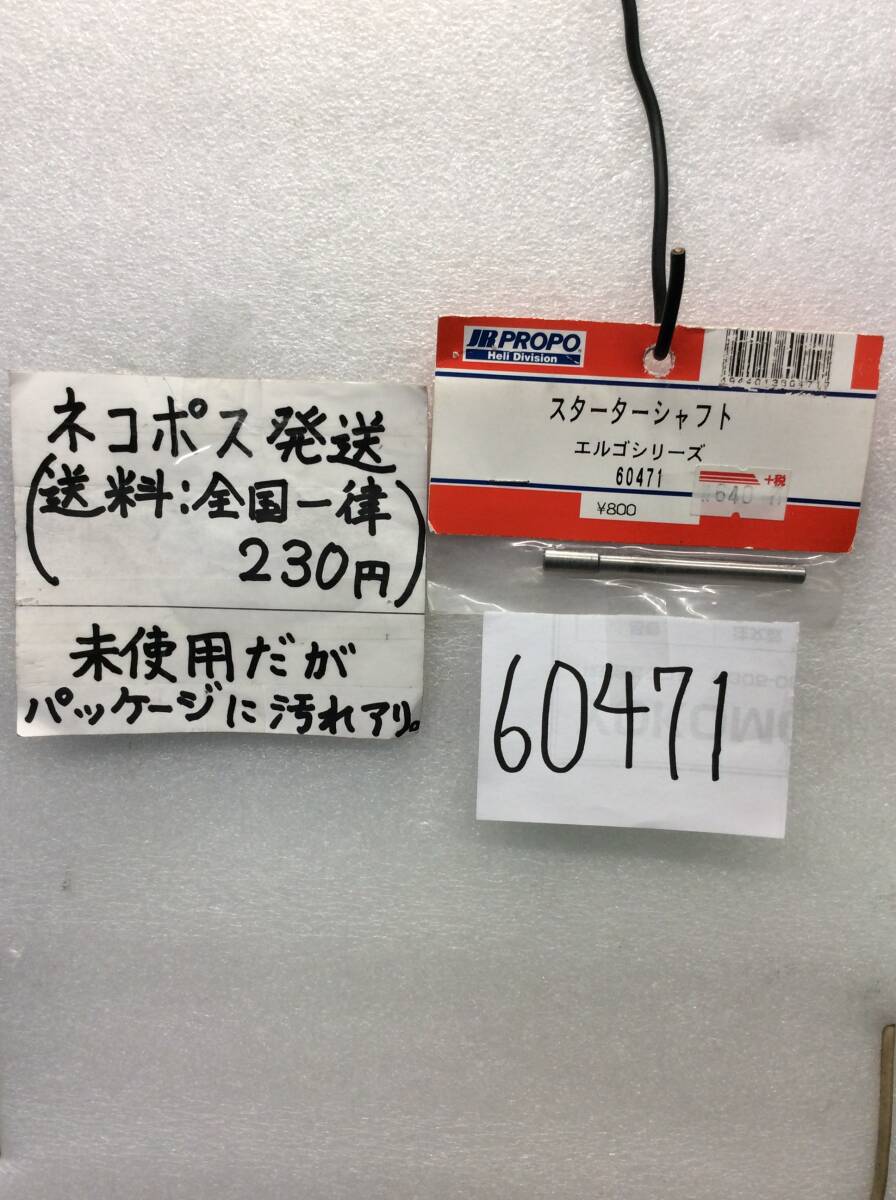 ネコポス発送
(送料:全国一律
230円)
未使用だが
パッケージに汚れアリ。
JR PROPO
Heli Division
スターターシャフト
エルゴシリーズ
60471
¥800
+税
640
60471